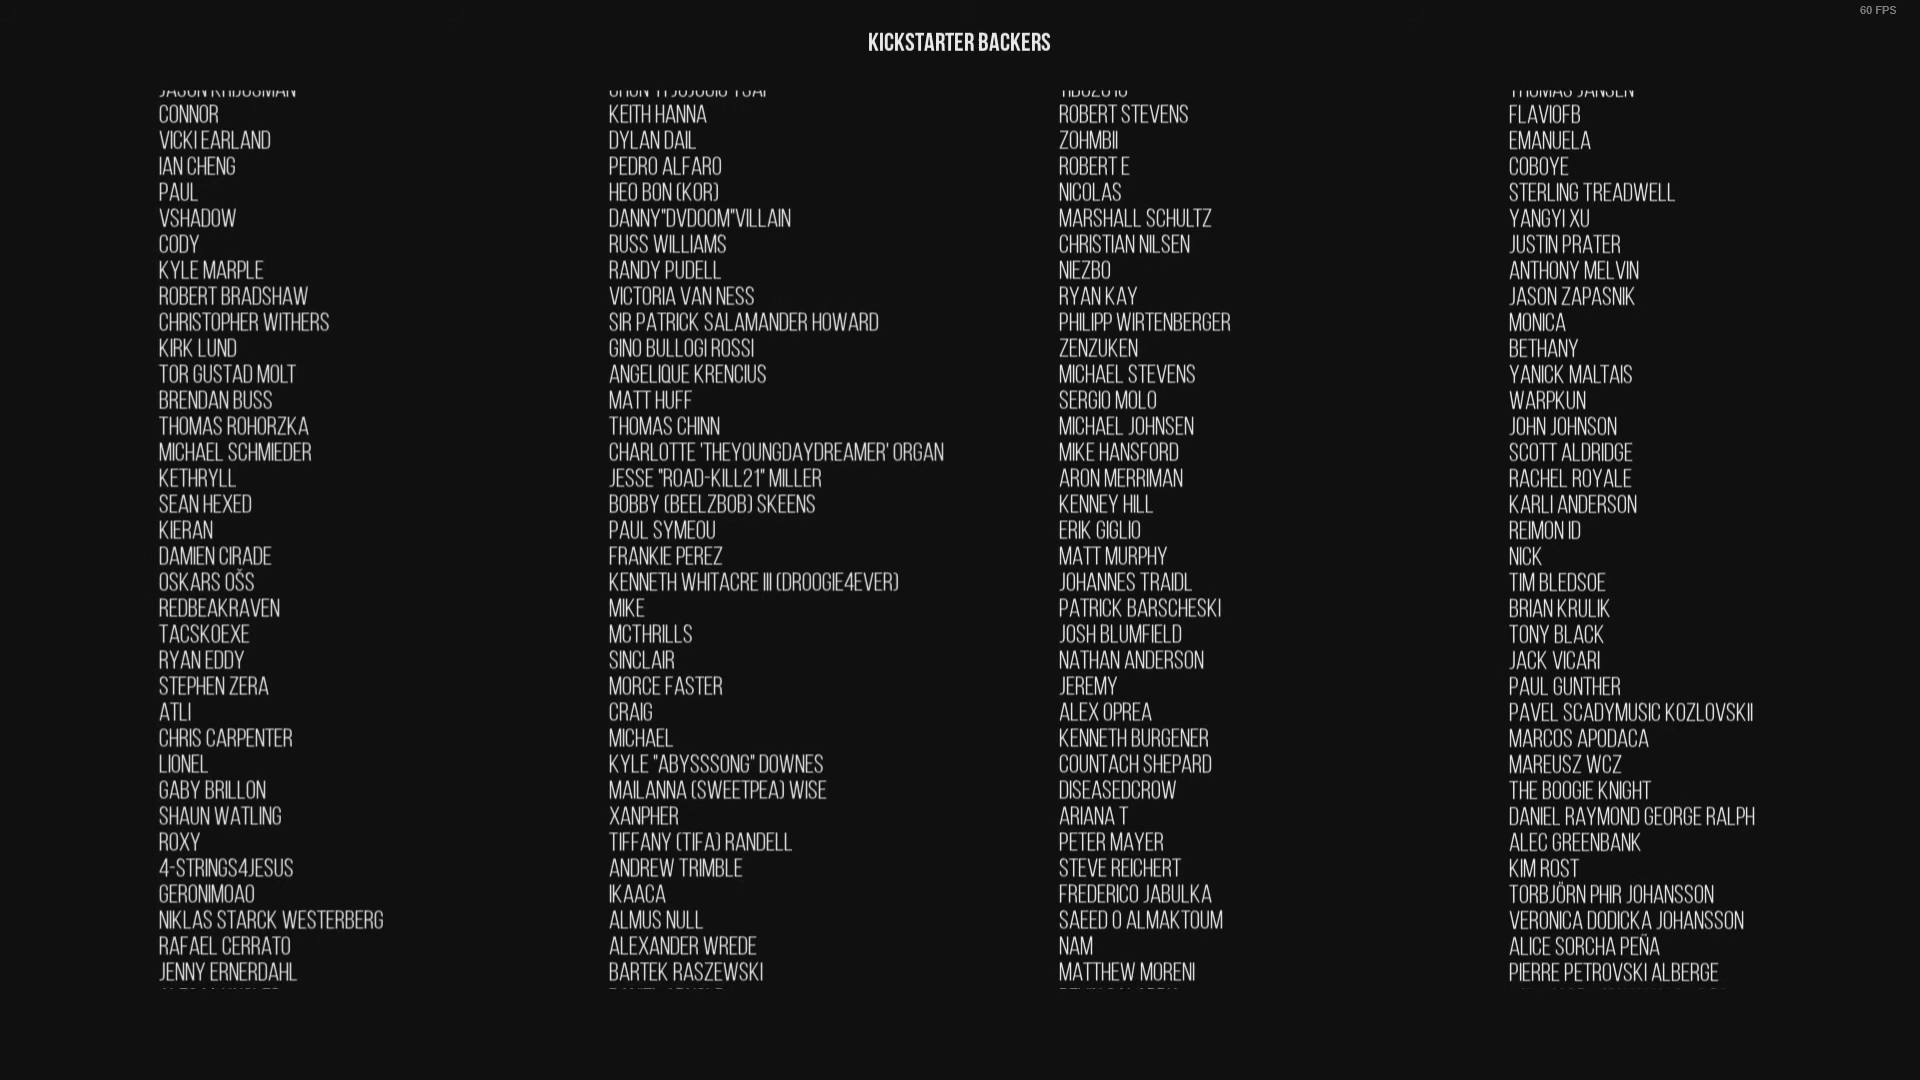 60 FPS
KICKSTARTER BACKERS
CONNOR
VICKI EARLAND
IAN CHENG
PAUL
VSHADOW
CODY
KYLE MARPLE
ROBERT BRADSHAW
CHRISTOPHER WITHERS
KIRK LUND
TOR GUSTAD MOLT
BRENDAN BUSS
THOMAS ROHORZKA
MICHAEL SCHMIEDER
KETHRYLL
SEAN HEXED
KIERAN
DAMIEN CIRADE
OSKARS OŠS
REDBEAKRAVEN
TACSKOEXE
RYAN EDDY
STEPHEN ZERA
ATLI
CHRIS CARPENTER
LIONEL
GABY BRILLON
SHAUN WATLING
ROXY
4-STRINGS4JESUS
GERONIMOAO
NIKLAS STARCK WESTERBERG
RAFAEL CERRATO
JENNY ERNERDAHL
KEITH HANNA
DYLAN DAIL
PEDRO ALFARO
HEO BON (KOR)
DANNY"DVDOOM"VILLAIN
RUSS WILLIAMS
RANDY PUDELL
VICTORIA VAN NESS
SIR PATRICK SALAMANDER HOWARD
GINO BULLOGI ROSSI
ANGELIQUE KRENCIUS
MATT HUFF
THOMAS CHINN
CHARLOTTE 'THEYOUNGDAYDREAMER' ORGAN
JESSE "ROAD-KILL21" MILLER
BOBBY (BEELZBOB) SKEENS
PAUL SYMEOU
FRANKIE PEREZ
KENNETH WHITACRE III (DROOGIE4EVER)
MIKE
MCTHRILLS
SINCLAIR
MORCE FASTER
CRAIG
MICHAEL
KYLE "ABYSSSONG" DOWNES
MAILANNA (SWEETPEA) WISE
XANPHER
TIFFANY (TIFA) RANDELL
ANDREW TRIMBLE
IKAACA
ALMUS NULL
ALEXANDER WREDE
BARTEK RASZEWSKI
ROBERT STEVENS
ZOHMBII
ROBERT E
NICOLAS
MARSHALL SCHULTZ
CHRISTIAN NILSEN
NIEZBO
RYAN KAY
PHILIPP WIRTENBERGER
ZENZUKEN
MICHAEL STEVENS
SERGIO MOLO
MICHAEL JOHNSEN
MIKE HANSFORD
ARON MERRIMAN
KENNEY HILL
ERIK GIGLIO
MATT MURPHY
JOHANNES TRAIDL
PATRICK BARSCHESKI
JOSH BLUMFIELD
NATHAN ANDERSON
JEREMY
ALEX OPREA
KENNETH BURGENER
COUNTACH SHEPARD
DISEASEDCROW
ARIANA T
PETER MAYER
STEVE REICHERT
FREDERICO JABULKA
SAEED O ALMAKTOUM
NAM
MATTHEW MORENI
THOMAS JANSEN
FLAVIOFB
EMANUELA
COBOYE
STERLING TREADWELL
YANGYI XU
JUSTIN PRATER
ANTHONY MELVIN
JASON ZAPASNIK
MONICA
BETHANY
YANICK MALTAIS
WARPKUN
JOHN JOHNSON
SCOTT ALDRIDGE
RACHEL ROYALE
KARLI ANDERSON
REIMON ID
NICK
TIM BLEDSOE
BRIAN KRULIK
TONY BLACK
JACK VICARI
PAUL GUNTHER
PAVEL SCADYMUSIC KOZLOVSKII
MARCOS APODACA
MAREUSZ WCZ
THE BOOGIE KNIGHT
DANIEL RAYMOND GEORGE RALPH
ALEC GREENBANK
KIM ROST
TORBJÖRN PHIR JOHANSSON
VERONICA DODICKA JOHANSSON
ALICE SORCHA PEÑA
PIERRE PETROVSKI ALBERGE